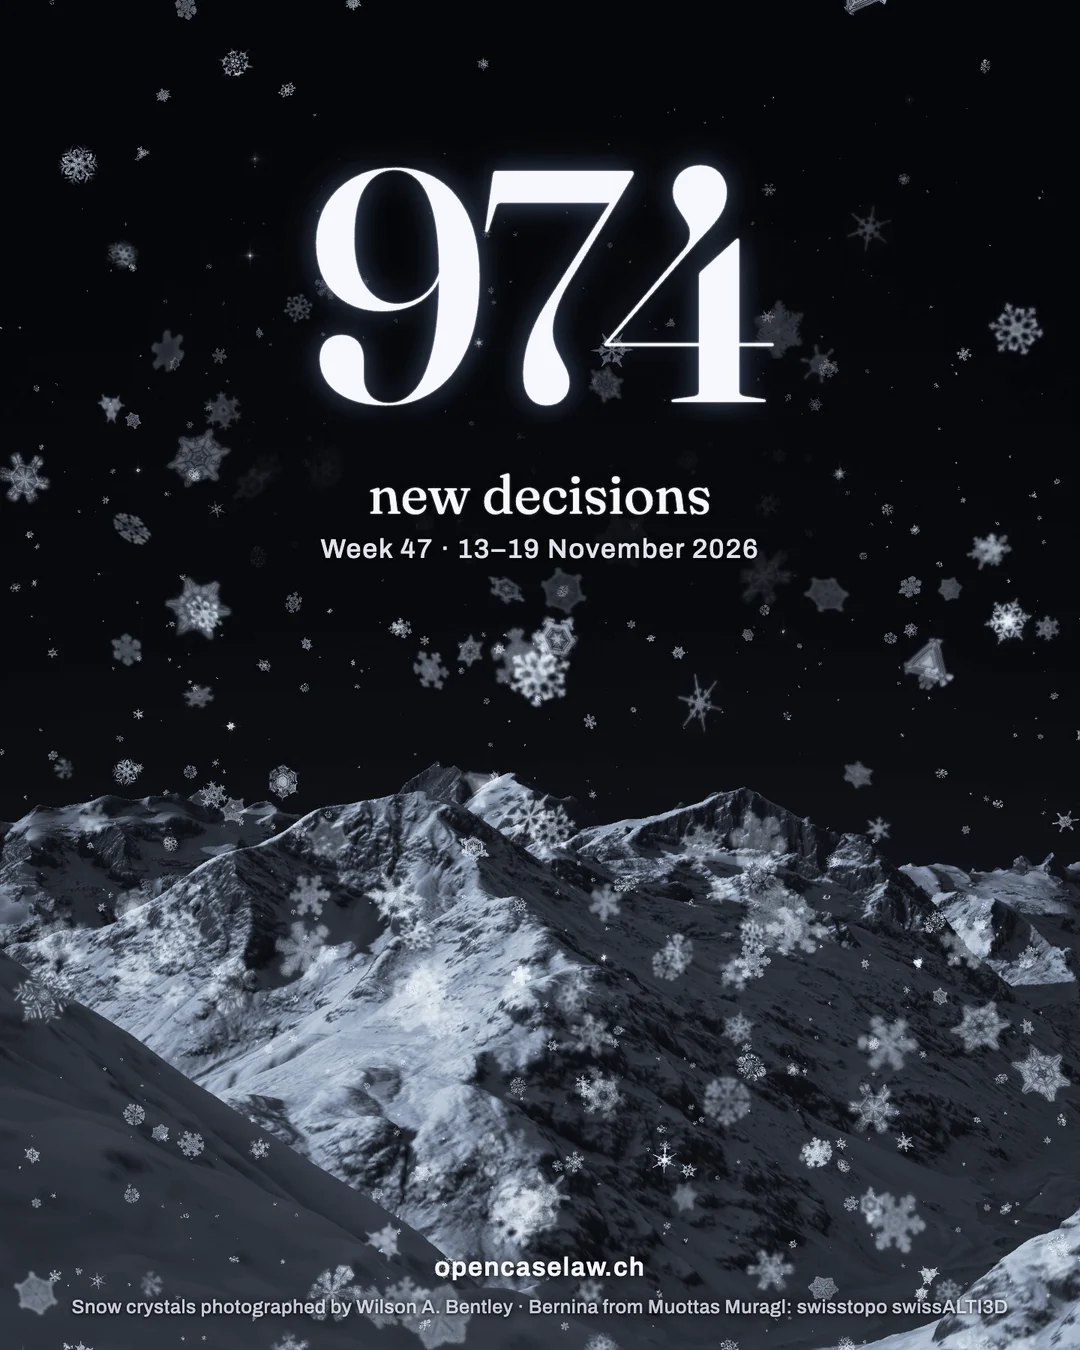 974
new decisions
Week 47 · 13–19 November 2026
opencaselaw.ch
Snow crystals photographed by Wilson A. Bentley · Bernina from Muottas Muragl: swisstopo swissALTI3D